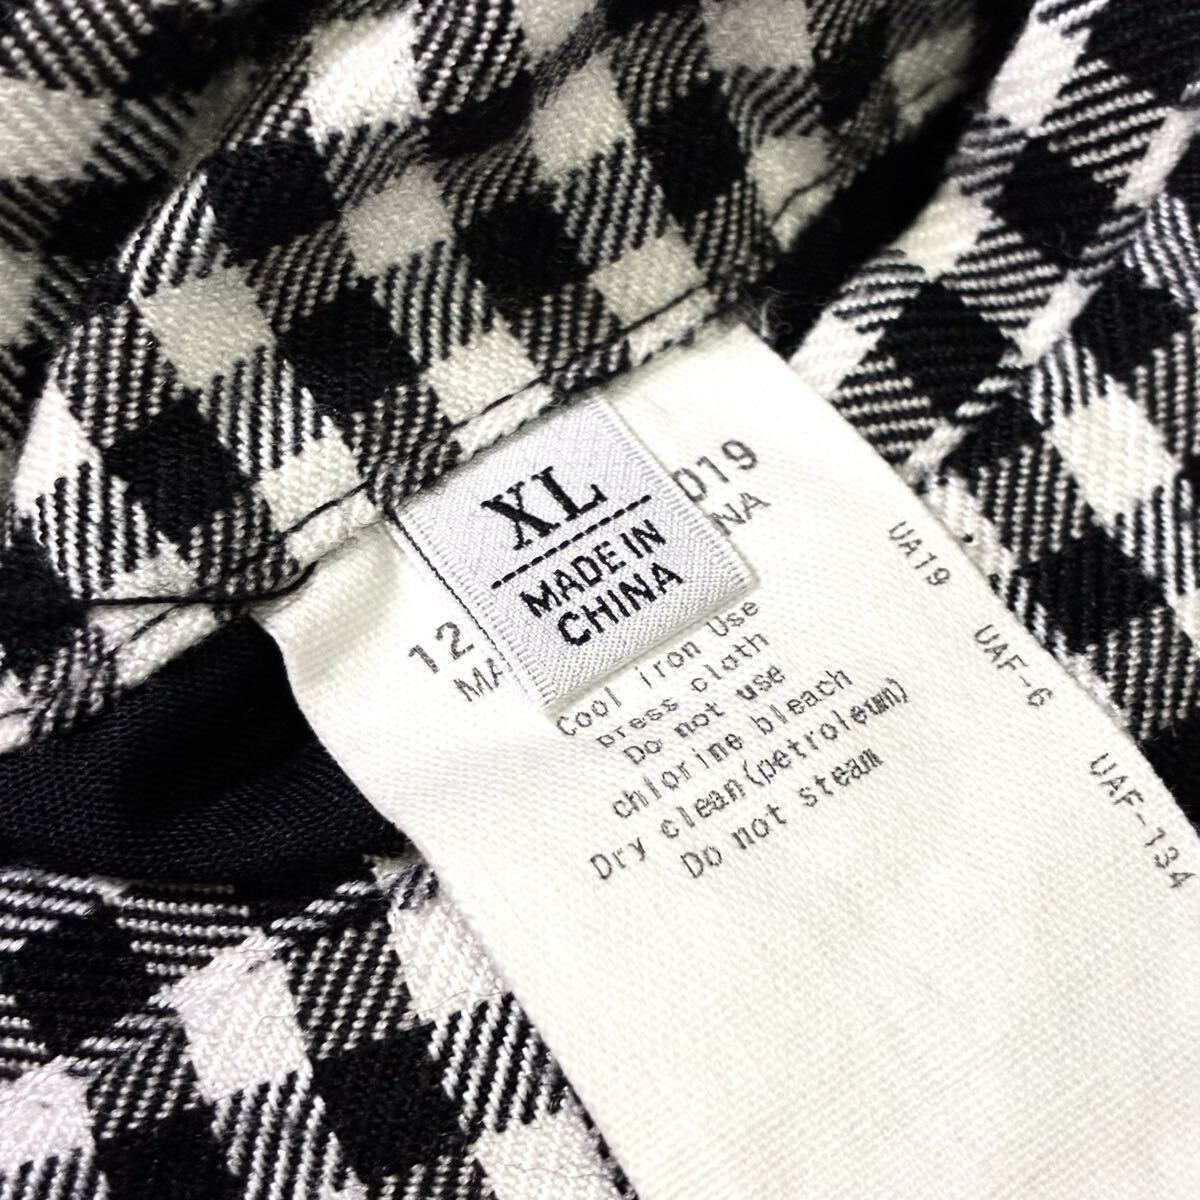 XL
MADE IN
CHINA
12
019
MA
NA
Cool iron Use
press cloth
Do not use
chlorine bleach
Dry clean(petroleum)
Do not steam
UA19
UAF-6
UAF-134